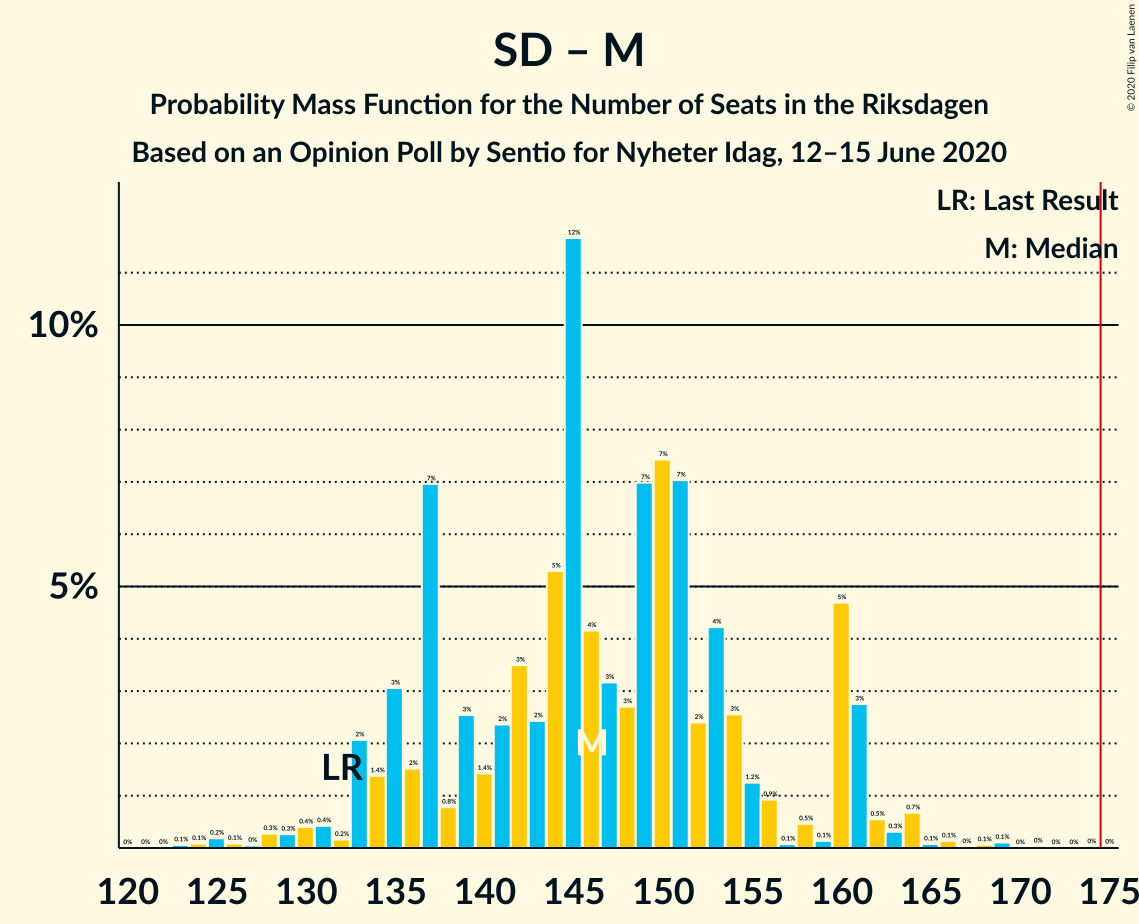 SD – M
Probability Mass Function for the Number of Seats in the Riksdagen
Based on an Opinion Poll by Sentio for Nyheter Idag, 12–15 June 2020
© 2020 Filip van Laenen
LR: Last Result
M: Median
10%
5%
0% 0% 0% 0.1% 0.1% 0.2% 0.1% 0% 0.3% 0.3% 0.4% 0.4% 0.2% 2% 1.4% 3% 2% 7% 0.8% 3% 1.4% 2% 3% 2% 5% 12% 4% 3% 3% 7% 7% 7% 2% 4% 3% 1.2% 0.9% 0.1% 0.5% 0.1% 5% 3% 0.5% 0.3% 0.7% 0.1% 0.1% 0% 0.1% 0.1% 0% 0% 0% 0% 0% 0%
LR
M
120 125 130 135 140 145 150 155 160 165 170 175